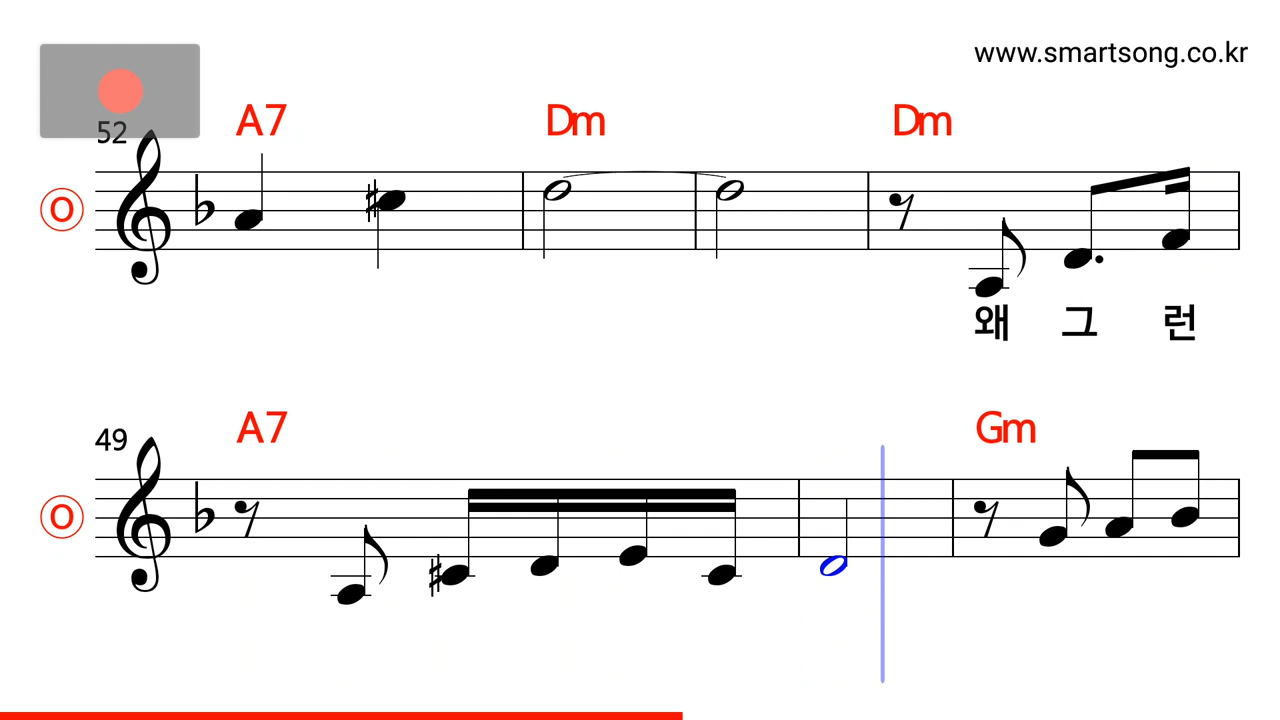 www.smartsong.co.kr
52
A7 Dm Dm
O
왜 그 런
49
A7 Gm
O